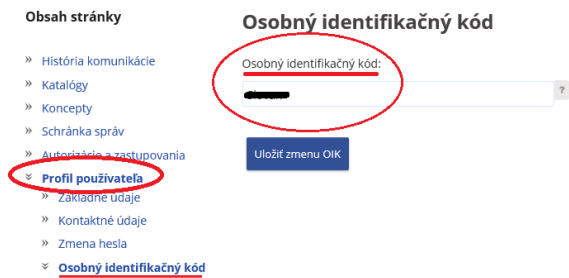 Obsah stránky
História komunikácie
Katalógy
Koncepty
Schránka správ
Autorizácie a zastupovania
Profil používateľa
Základné údaje
Kontaktné údaje
Zmena hesla
Osobný identifikačný kód
Osobný identifikačný kód
Osobný identifikačný kód:
?
Uložiť zmenu OIK